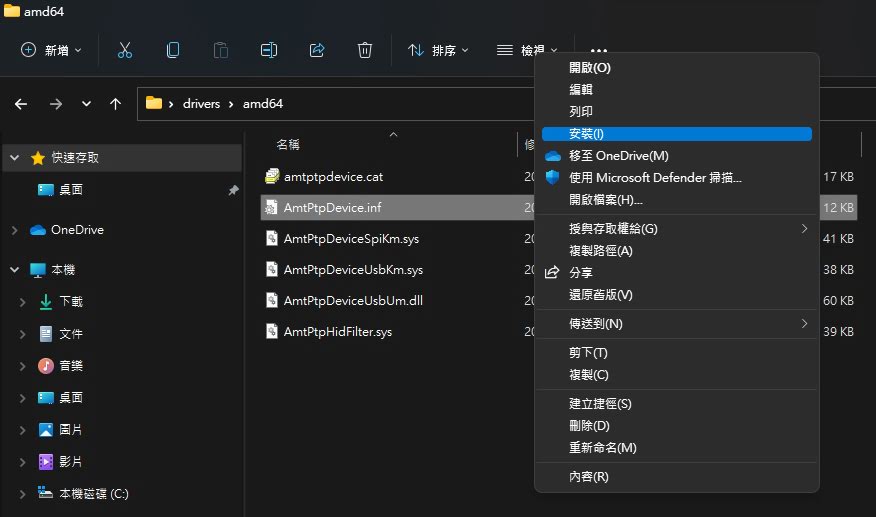 amd64
新增
排序
檢視
drivers
amd64
快速存取
桌面
OneDrive
本機
下載
文件
音樂
桌面
圖片
影片
本機磁碟 (C:)
名稱
修
amtptpdevice.cat
20
17 KB
AmtPtpDevice.inf
20
12 KB
AmtPtpDeviceSpiKm.sys
20
41 KB
AmtPtpDeviceUsbKm.sys
20
38 KB
AmtPtpDeviceUsbUm.dll
20
60 KB
AmtPtpHidFilter.sys
20
39 KB
開啟(O)
編輯
列印
安裝(I)
移至 OneDrive(M)
使用 Microsoft Defender 掃描...
開啟檔案(H)...
授與存取權給(G)
複製路徑(A)
分享
還原舊版(V)
傳送到(N)
剪下(T)
複製(C)
建立捷徑(S)
刪除(D)
重新命名(M)
內容(R)